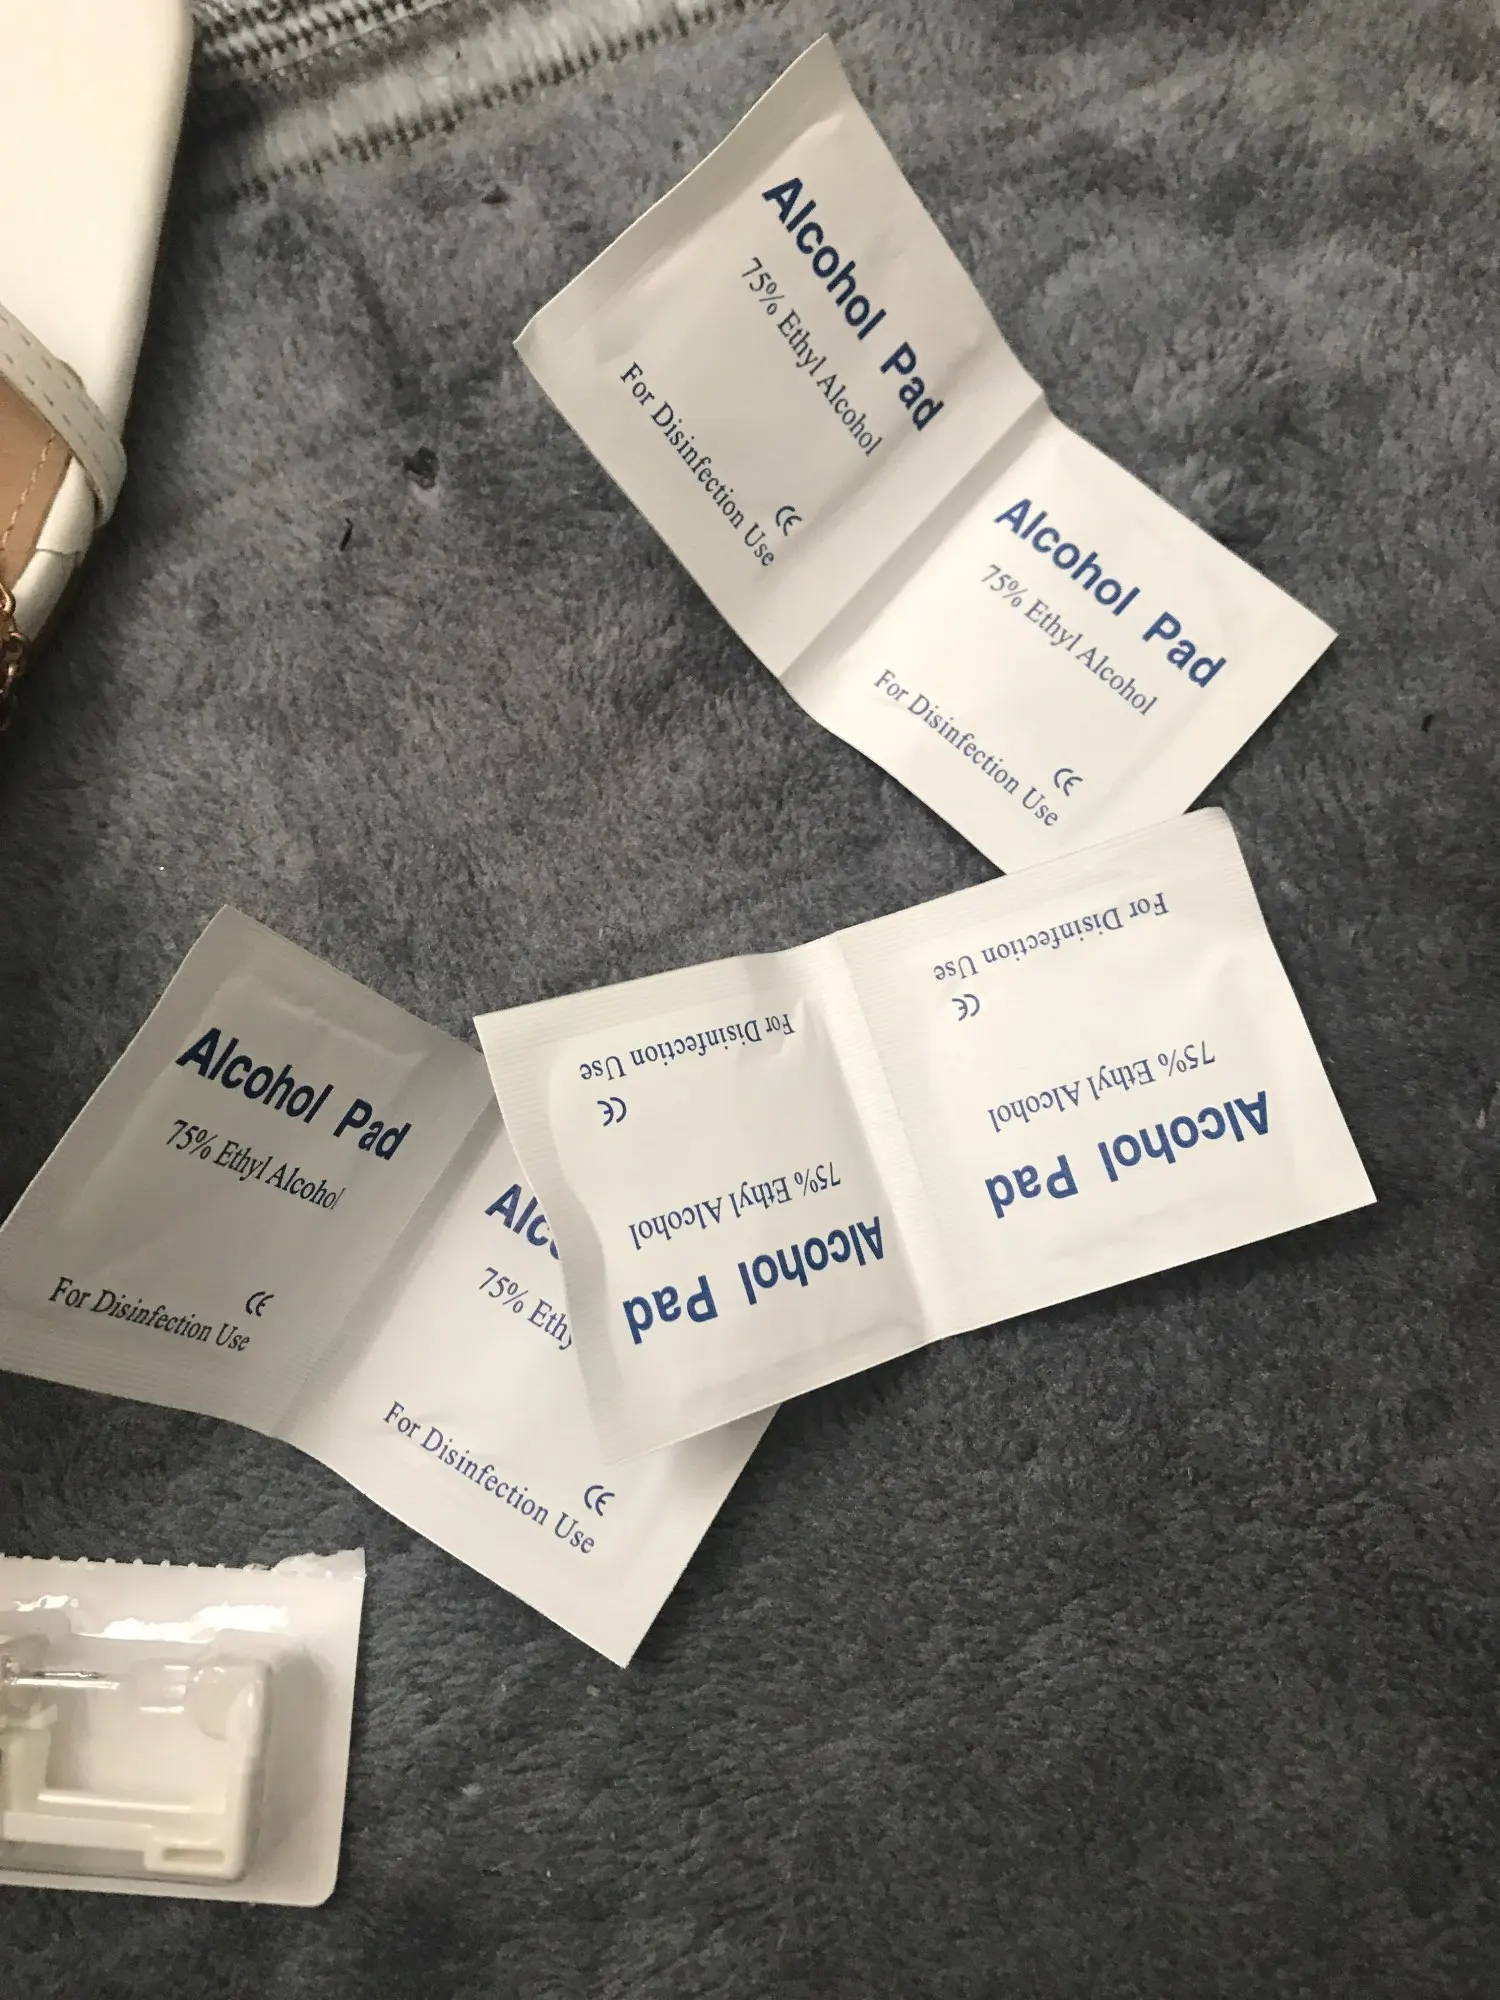 Alcohol Pad
75% Ethyl Alcohol
CE
For Disinfection Use
Alcohol Pad
75% Ethyl Alcohol
CE
For Disinfection Use
Alcohol Pad
75% Ethyl Alcohol
CE
For Disinfection Use
Alcohol Pad
75% Ethyl Alcohol
CE
For Disinfection Use
Alcohol Pad
75% Ethyl Alcohol
CE
For Disinfection Use
Alc
75% Ethy
CE
For Disinfection Use